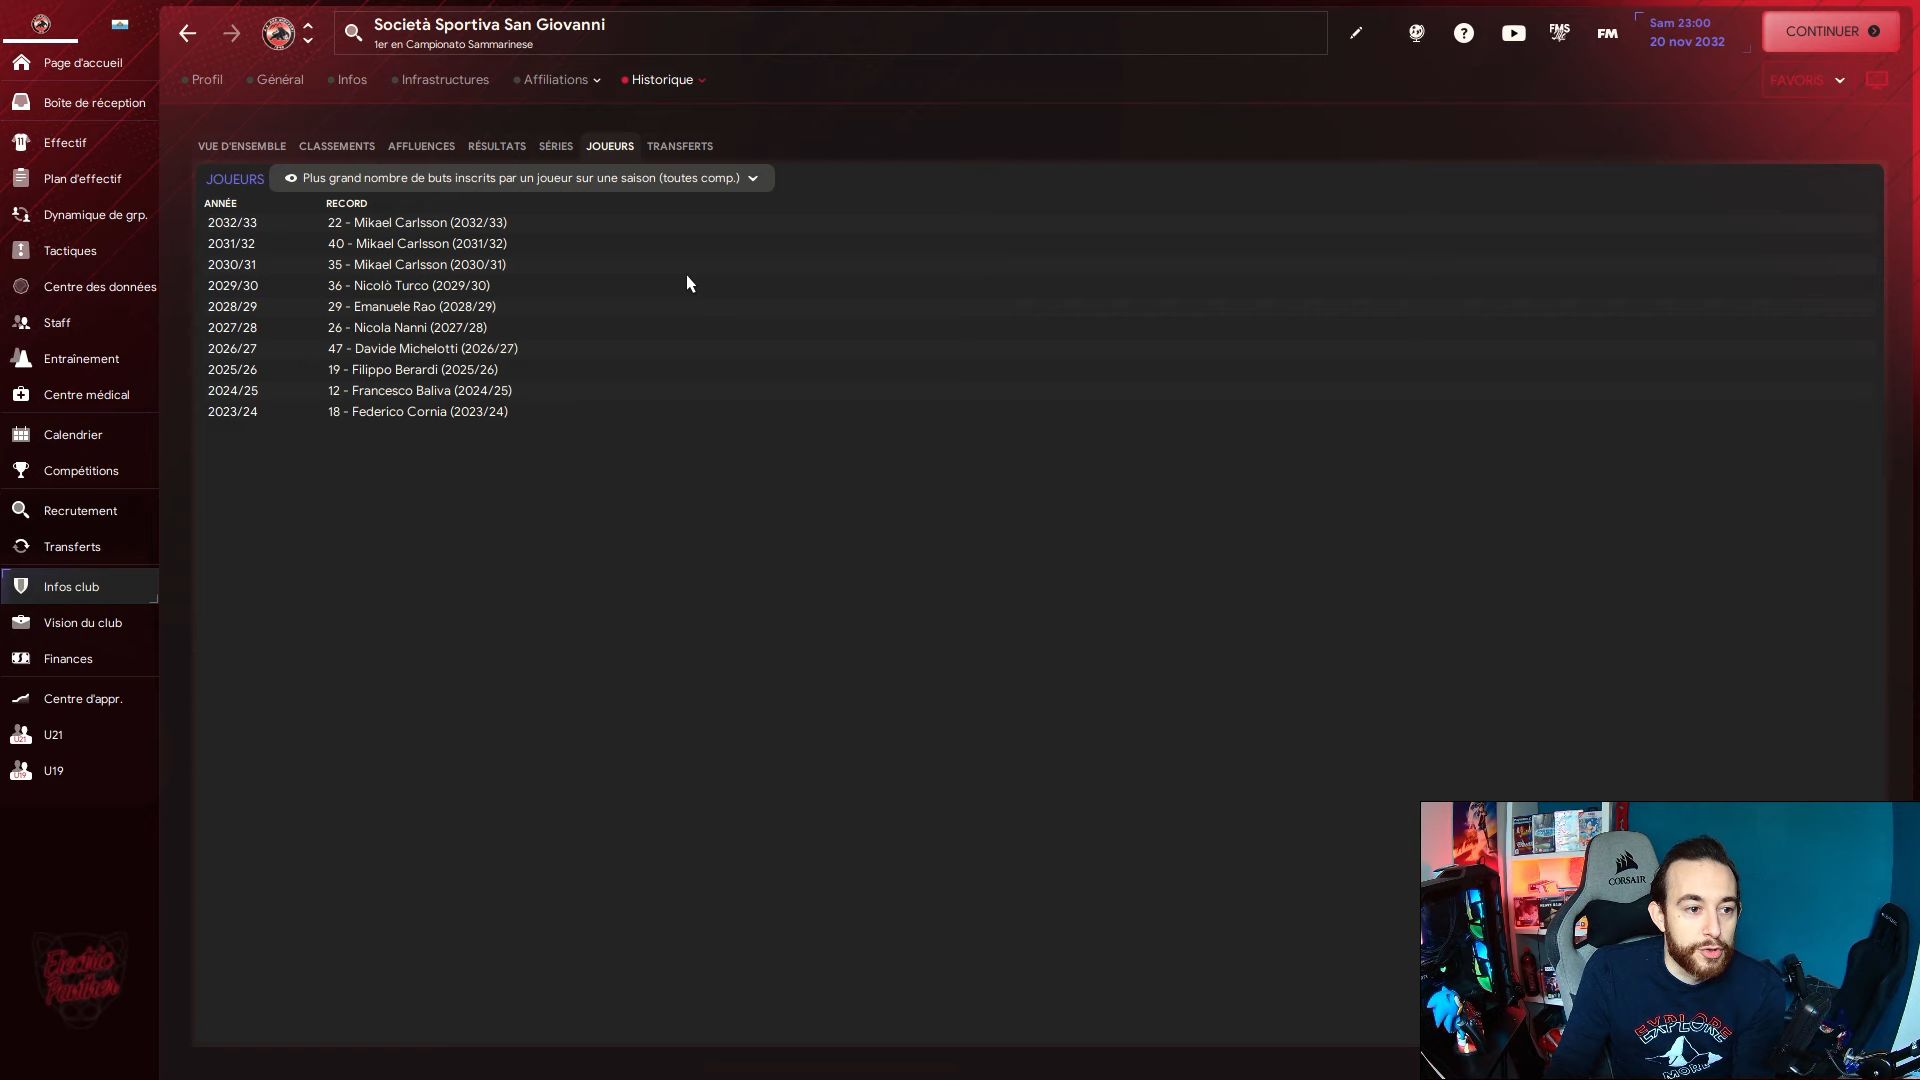 Società Sportiva San Giovanni
1er en Campionato Sammarinese
Sam 23:00
20 nov 2032
CONTINUER
FMS
FM
Profil
Général
Infos
Infrastructures
Affiliations
Historique
FAVORIS
Page d'accueil
Boîte de réception
Effectif
Plan d'effectif
Dynamique de grp.
Tactiques
Centre des données
Staff
Entraînement
Centre médical
Calendrier
Compétitions
Recrutement
Transferts
Infos club
Vision du club
Finances
Centre d'appr.
U21
U19
VUE D'ENSEMBLE
CLASSEMENTS
AFFLUENCES
RÉSULTATS
SÉRIES
JOUEURS
TRANSFERTS
JOUEURS
Plus grand nombre de buts inscrits par un joueur sur une saison (toutes comp.)
ANNÉE RECORD
2032/33 22 - Mikael Carlsson (2032/33)
2031/32 40 - Mikael Carlsson (2031/32)
2030/31 35 - Mikael Carlsson (2030/31)
2029/30 36 - Nicolò Turco (2029/30)
2028/29 29 - Emanuele Rao (2028/29)
2027/28 26 - Nicola Nanni (2027/28)
2026/27 47 - Davide Michelotti (2026/27)
2025/26 19 - Filippo Berardi (2025/26)
2024/25 12 - Francesco Baliva (2024/25)
2023/24 18 - Federico Cornia (2023/24)
Electric
Panther
CORSAIR
EXPLORE
MORE